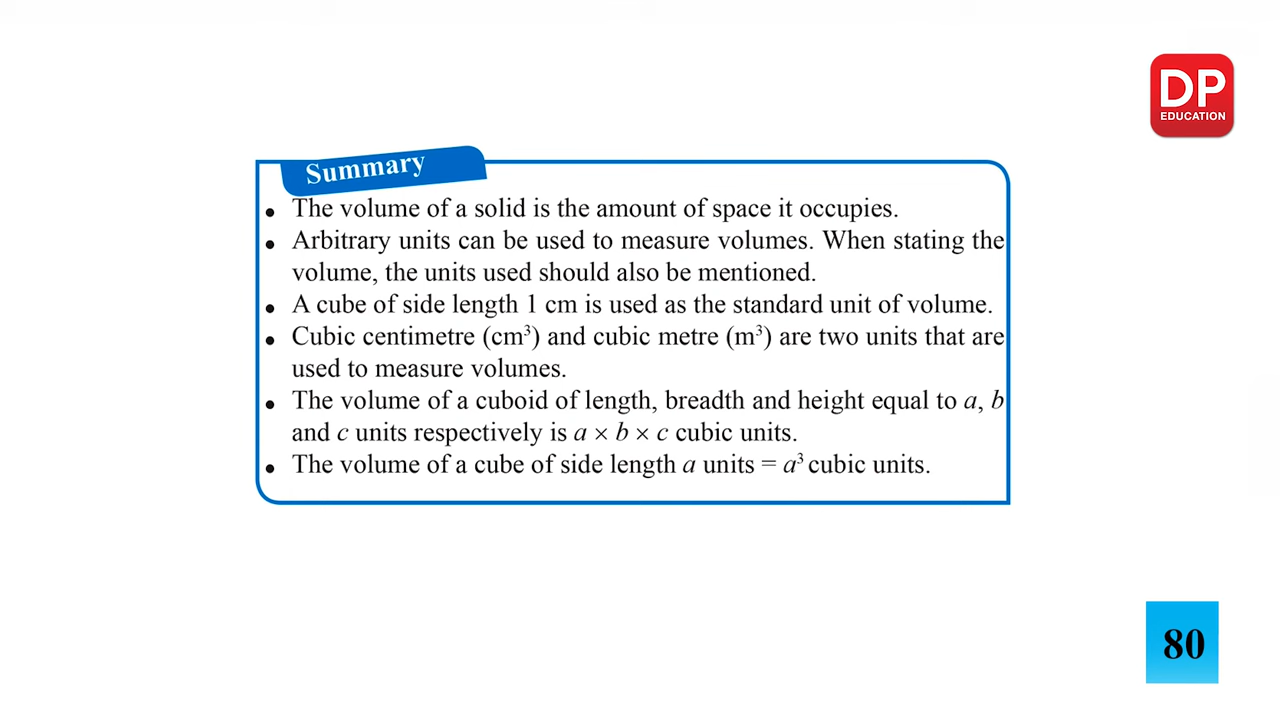 DP
EDUCATION
Summary
• The volume of a solid is the amount of space it occupies.
• Arbitrary units can be used to measure volumes. When stating the
volume, the units used should also be mentioned.
• A cube of side length 1 cm is used as the standard unit of volume.
• Cubic centimetre (cm³) and cubic metre (m³) are two units that are
used to measure volumes.
• The volume of a cuboid of length, breadth and height equal to a, b
and c units respectively is a × b × c cubic units.
• The volume of a cube of side length a units = a³ cubic units.
80